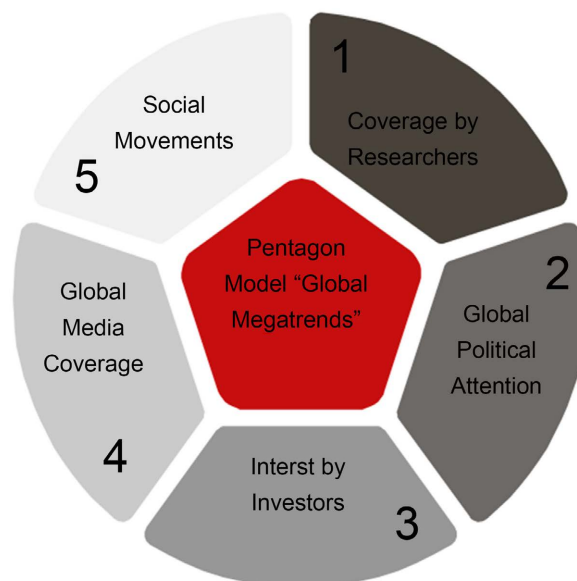 Pentagon
Model “Global
Megatrends”
1
Coverage by
Researchers
2
Global
Political
Attention
Interst by
Investors
3
Global
Media
Coverage
4
Social
Movements
5